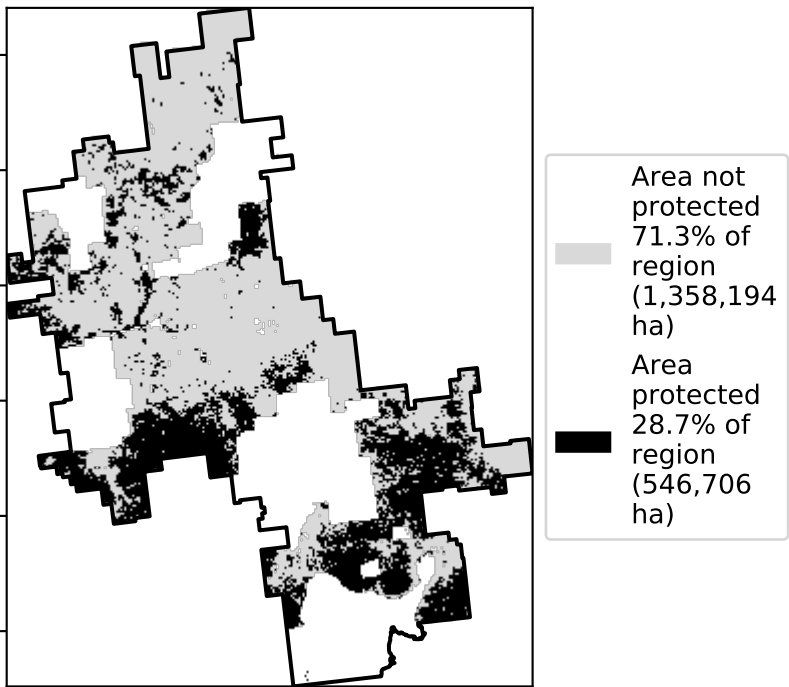 Area not
protected
71.3% of
region
(1,358,194
ha)
Area
protected
28.7% of
region
(546,706
ha)